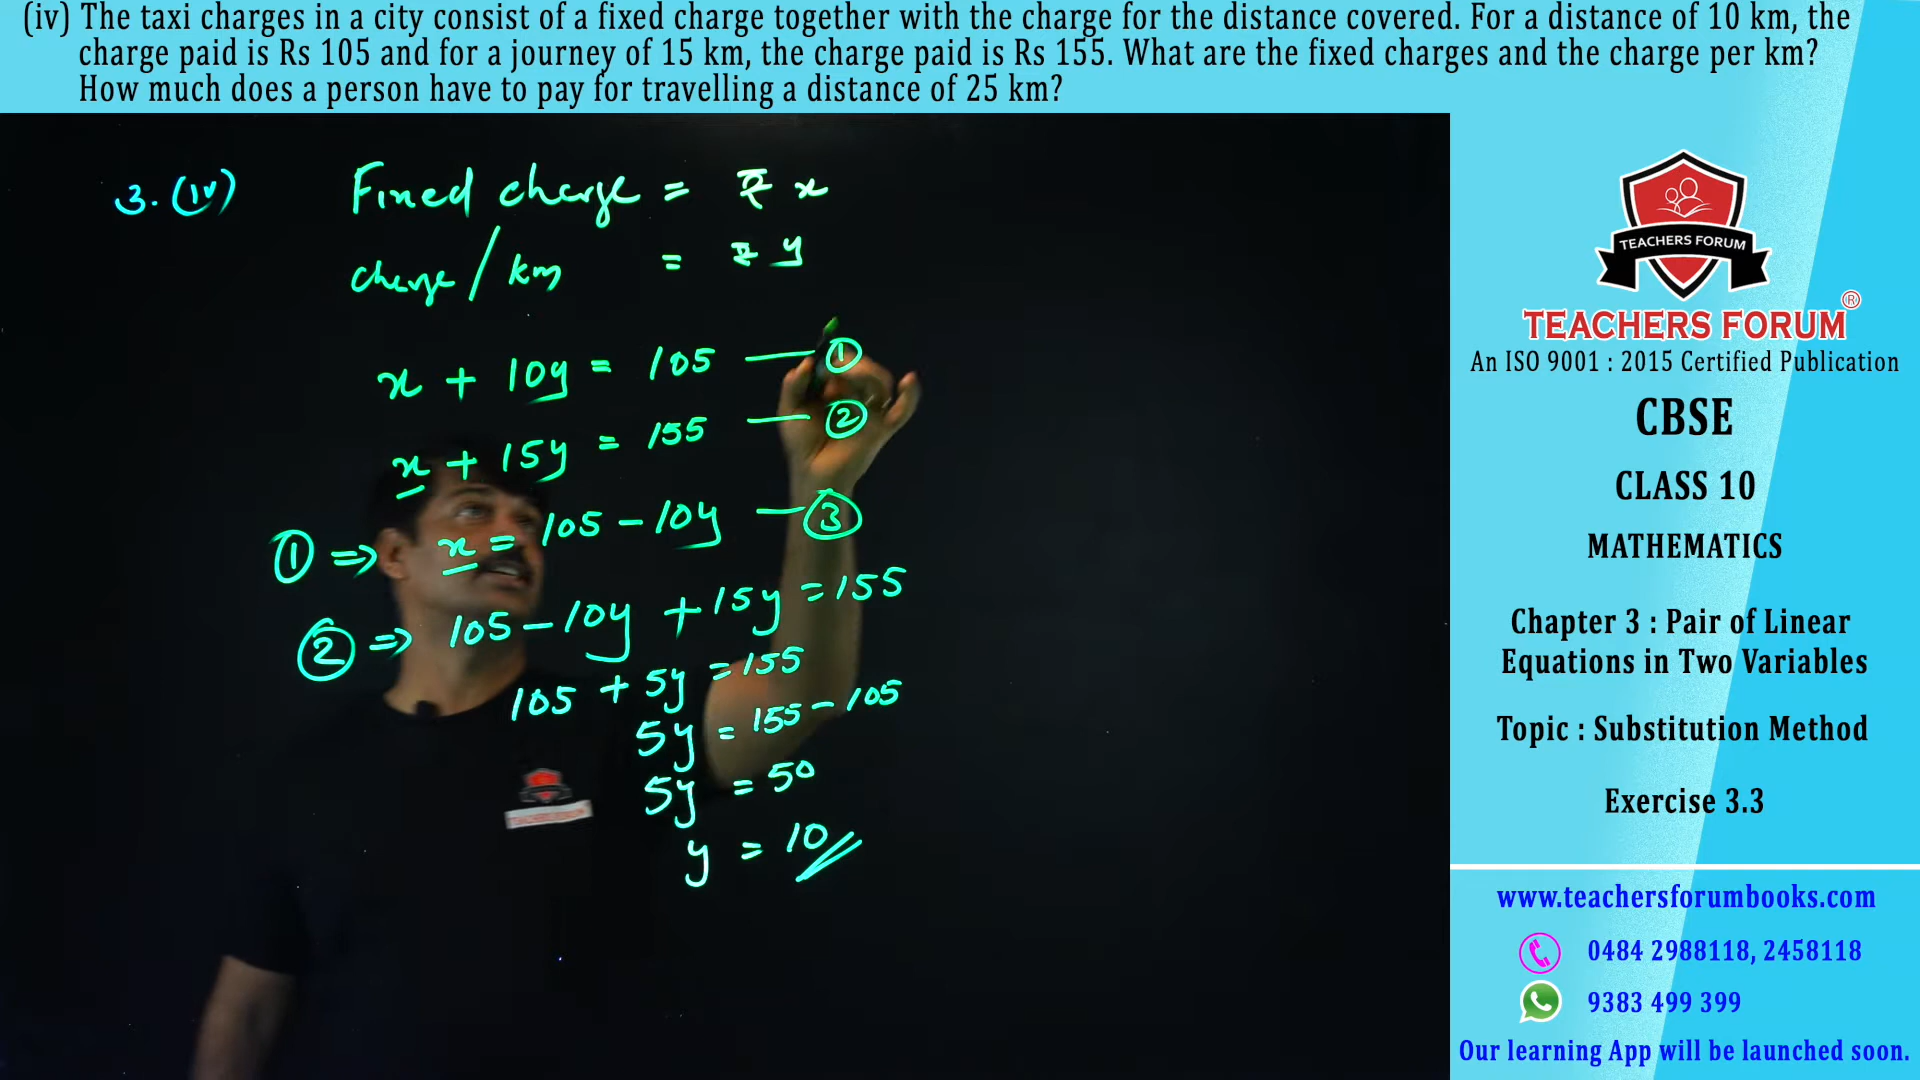 (iv) The taxi charges in a city consist of a fixed charge together with the charge for the distance covered. For a distance of 10 km, the
charge paid is Rs 105 and for a journey of 15 km, the charge paid is Rs 155. What are the fixed charges and the charge per km?
How much does a person have to pay for travelling a distance of 25 km?
3. (iv) Fixed charge = ₹ x
charge/km = ₹ y
x + 10y = 105 — ①
x + 15y = 155 — ②
① ⇒ x = 105 - 10y — ③
② ⇒ 105 - 10y + 15y = 155
105 + 5y = 155
5y = 155 - 105
5y = 50
y = 10
TEACHERS FORUM
TEACHERS FORUM
TEACHERS FORUM ®
An ISO 9001 : 2015 Certified Publication
CBSE
CLASS 10
MATHEMATICS
Chapter 3 : Pair of Linear
Equations in Two Variables
Topic : Substitution Method
Exercise 3.3
www.teachersforumbooks.com
0484 2988118, 2458118
9383 499 399
Our learning App will be launched soon.